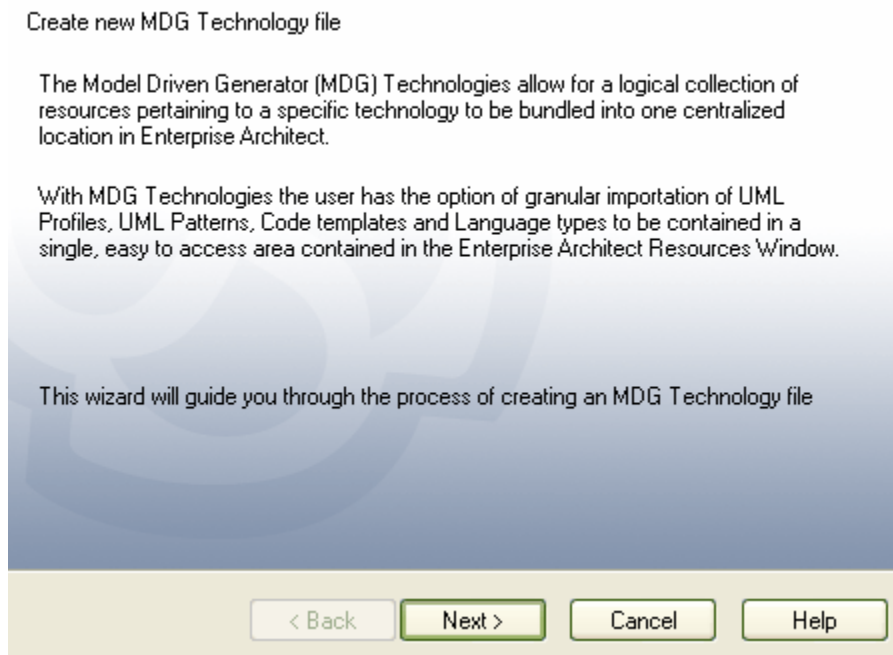 Create new MDG Technology file
The Model Driven Generator (MDG) Technologies allow for a logical collection of
resources pertaining to a specific technology to be bundled into one centralized
location in Enterprise Architect.
With MDG Technologies the user has the option of granular importation of UML
Profiles, UML Patterns, Code templates and Language types to be contained in a
single, easy to access area contained in the Enterprise Architect Resources Window.
This wizard will guide you through the process of creating an MDG Technology file
< Back Next > Cancel Help